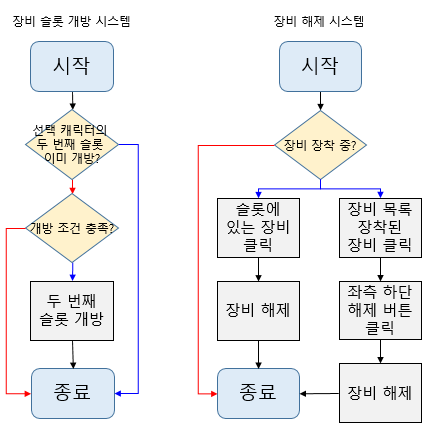 장비 슬롯 개방 시스템
시작
선택 캐릭터의
두 번째 슬롯
이미 개방?
개방 조건 충족?
두 번째
슬롯 개방
종료
장비 해제 시스템
시작
장비 장착 중?
슬롯에
있는 장비
클릭
장비 해제
종료
장비 목록
장착된
장비 클릭
좌측 하단
해제 버튼
클릭
장비 해제